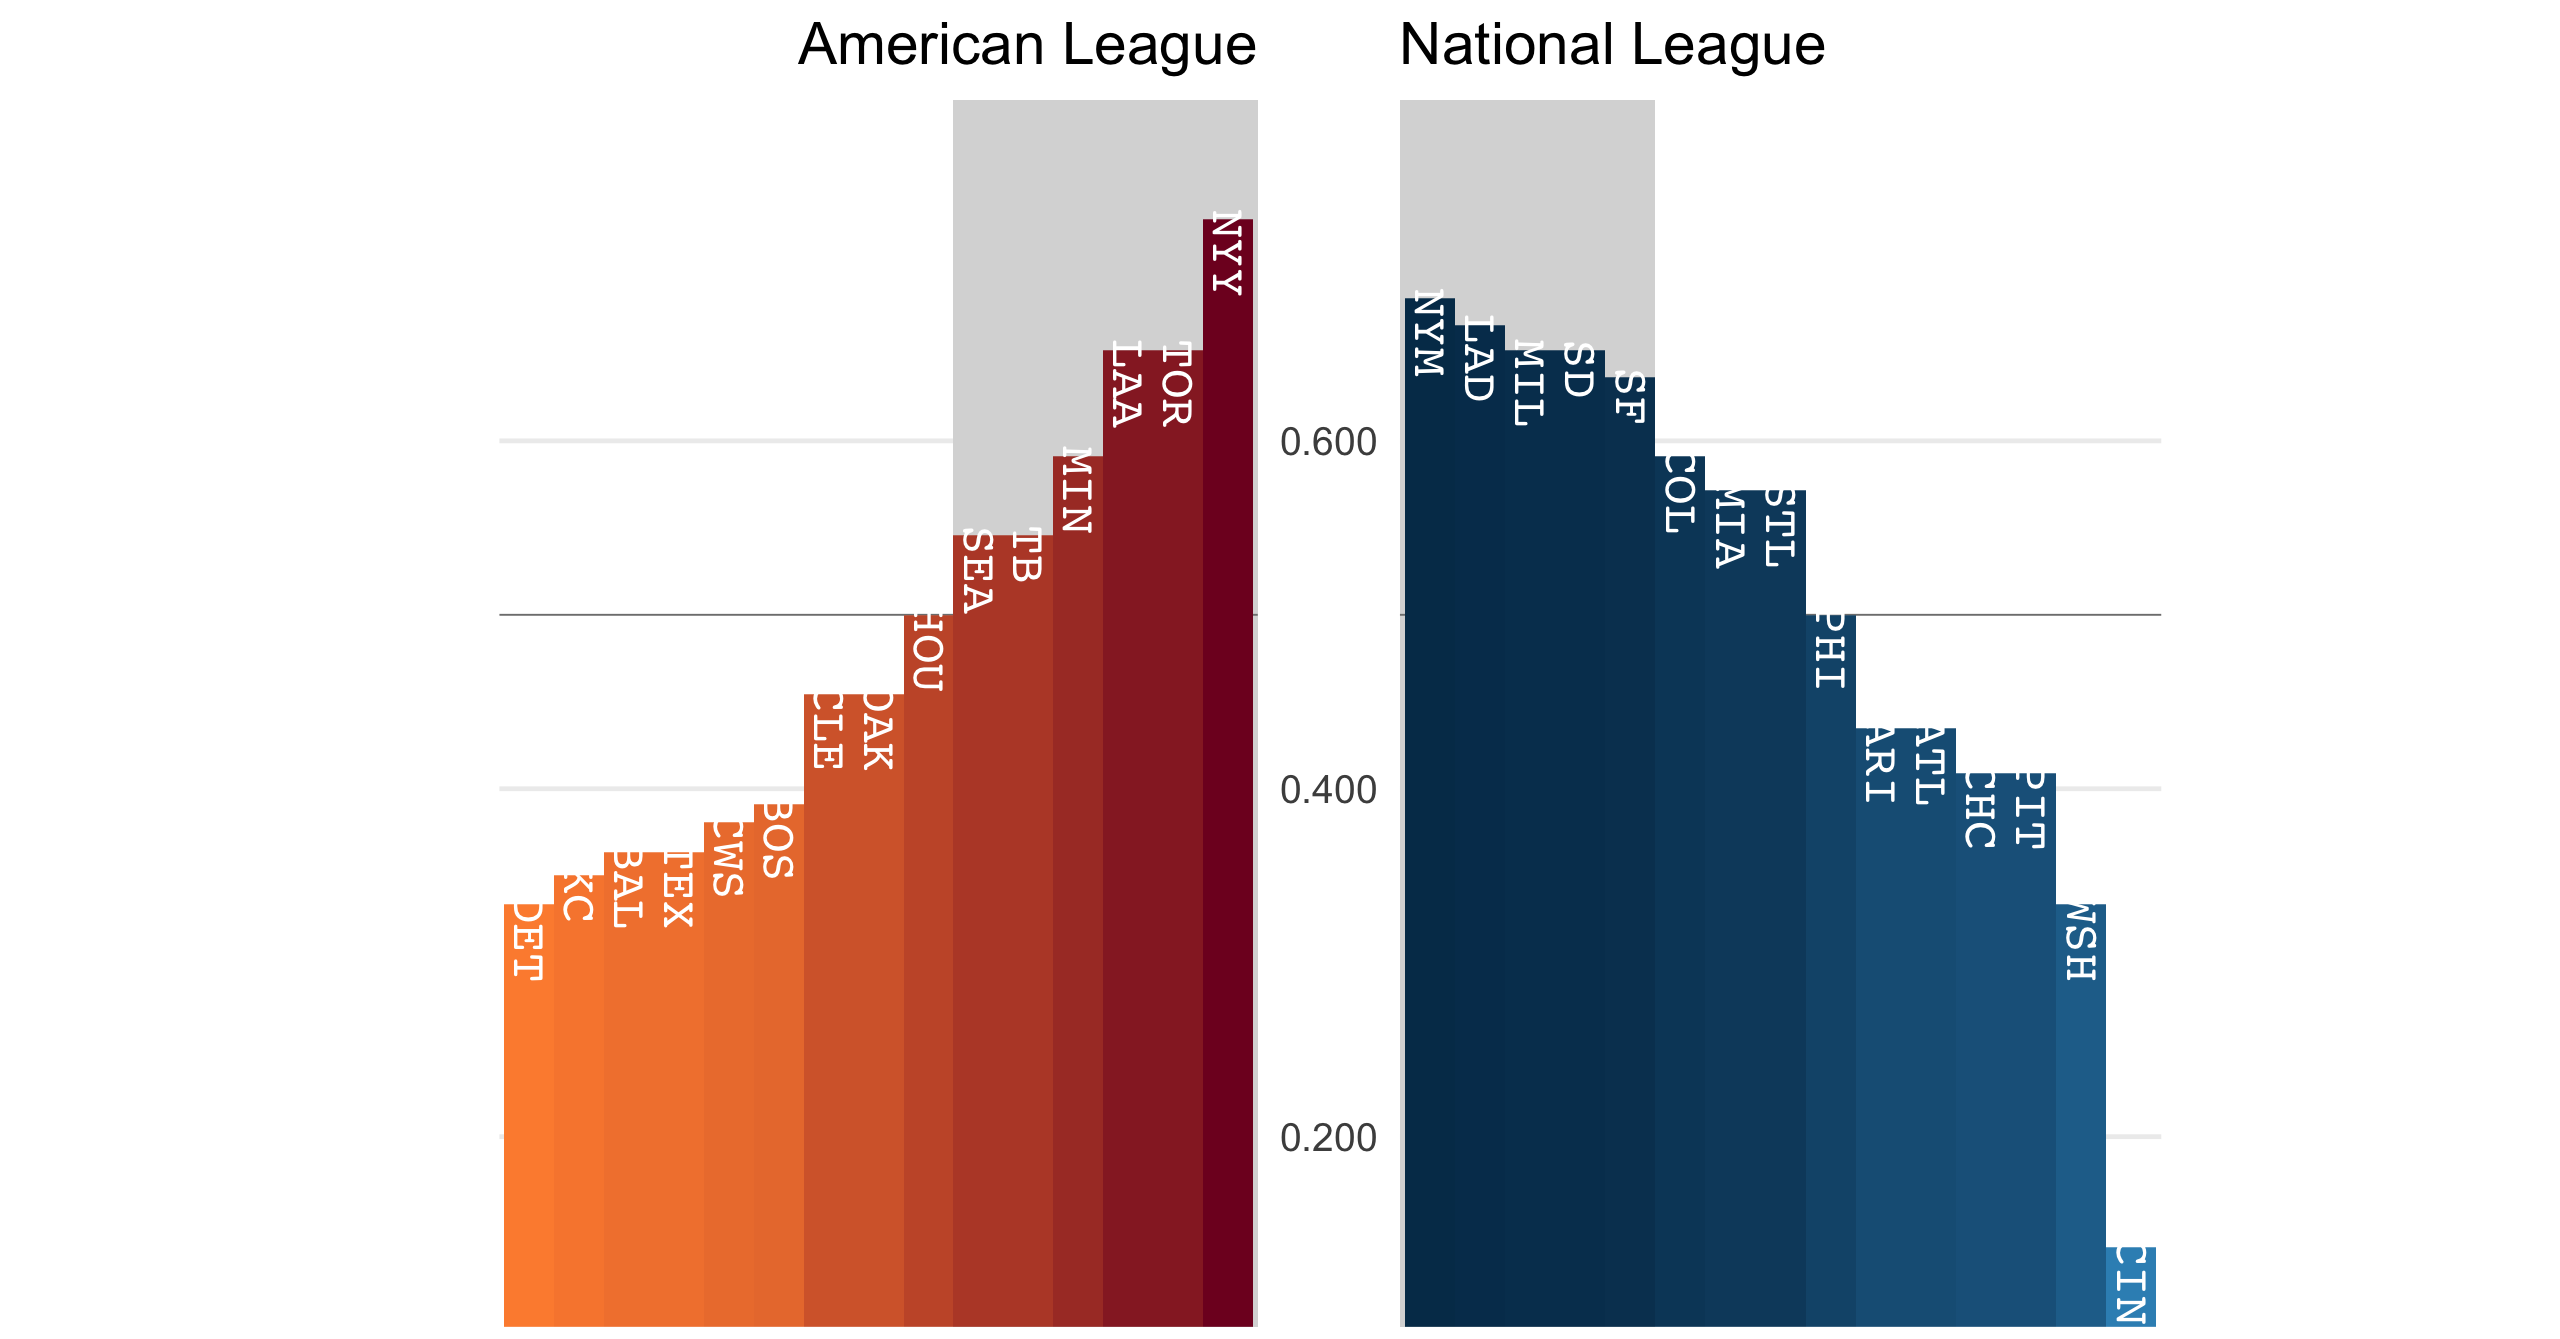 American League
National League
NYY
TOR
LAA
MIN
TB
SEA
HOU
OAK
CLE
BOS
CWS
TEX
BAL
KC
DET
0.600
0.400
0.200
NYM
LAD
MIL
SD
SF
COL
MIA
STL
PHI
ARI
ATL
CHC
PIT
WSH
CIN